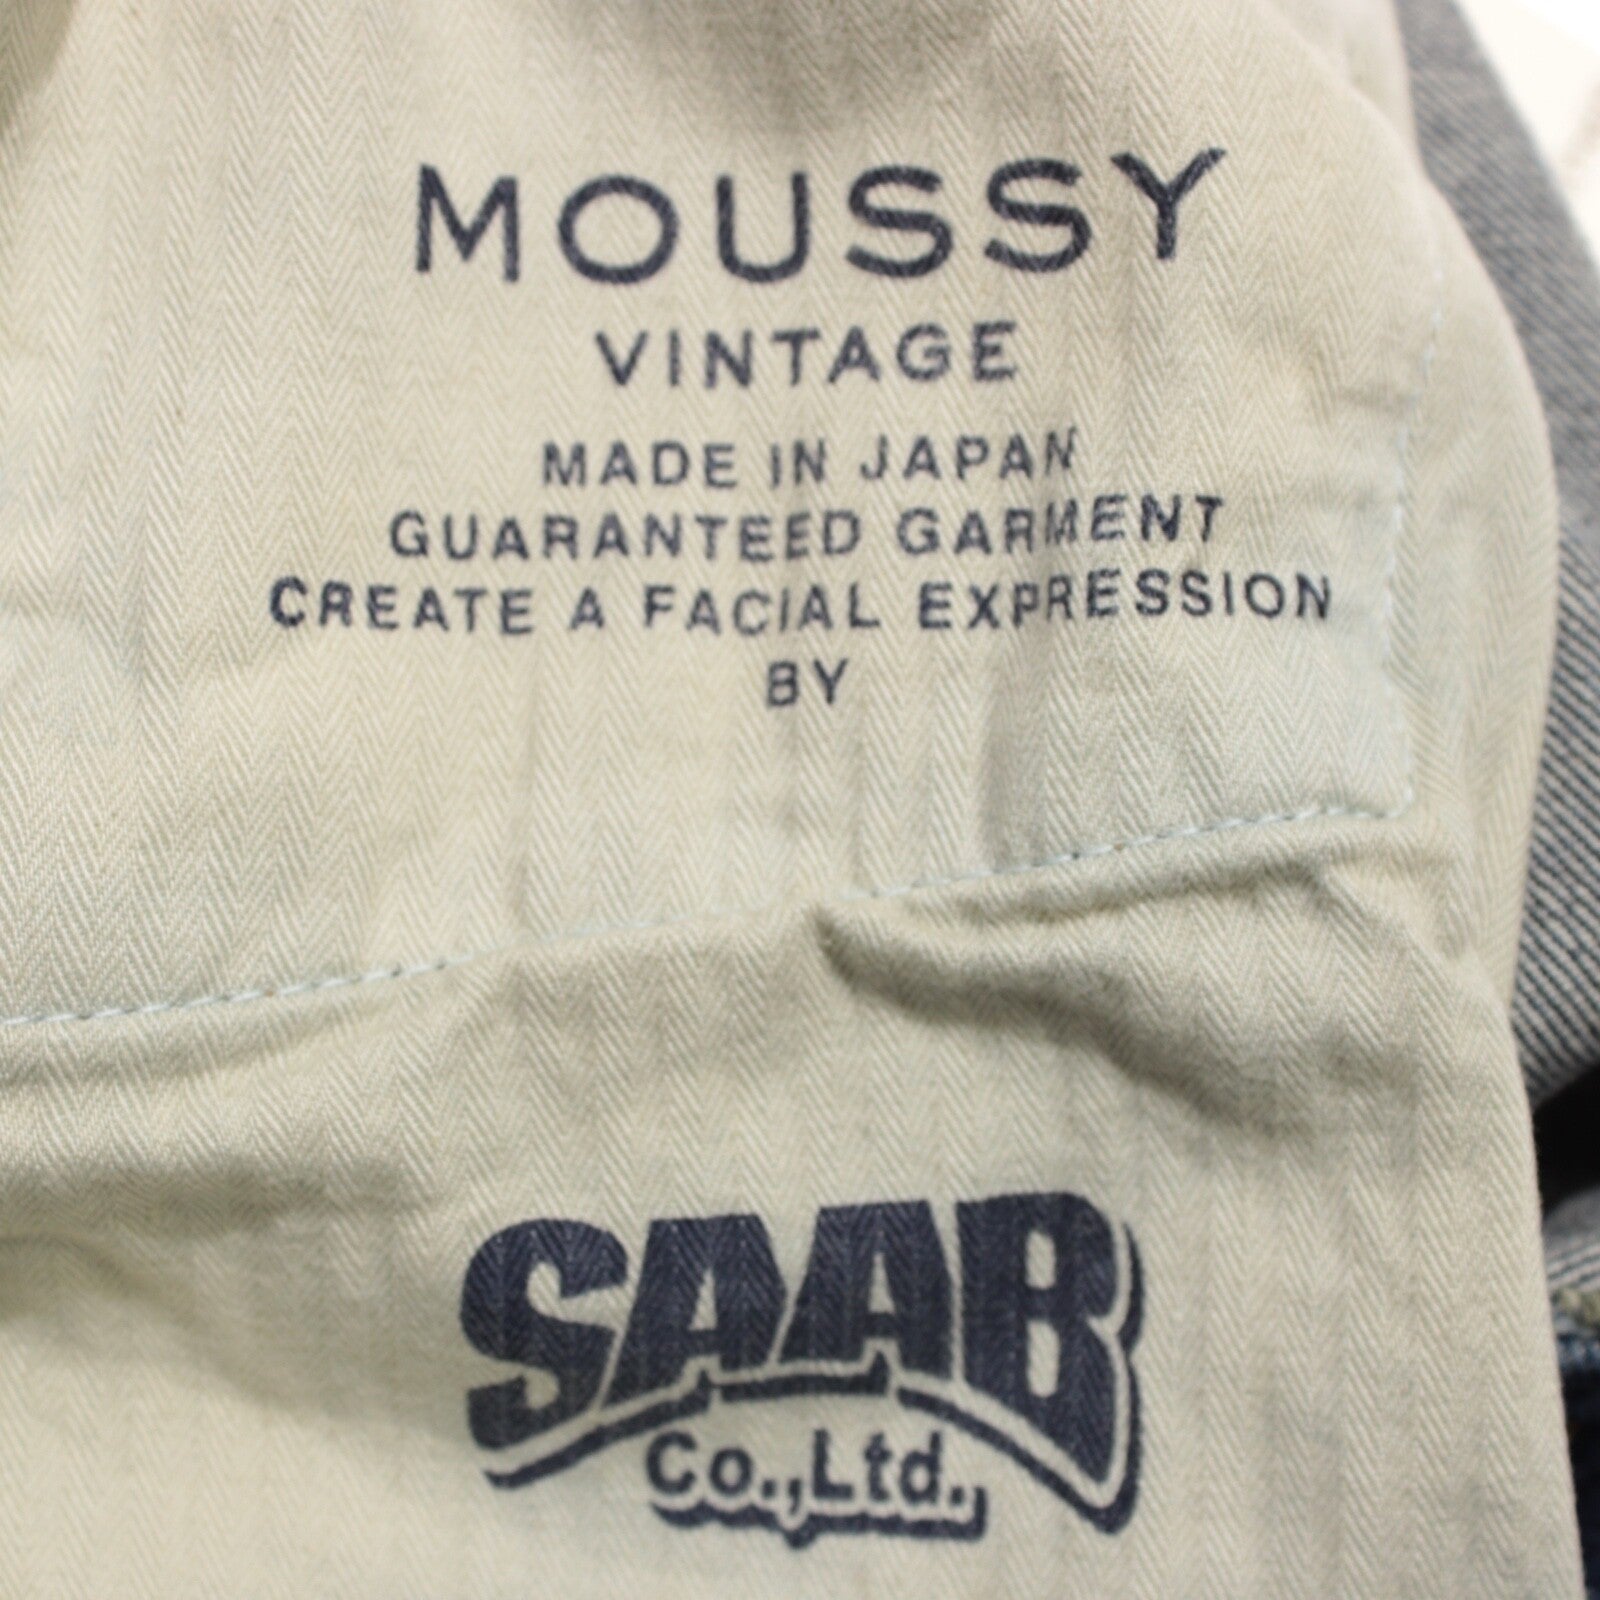 MOUSSY
VINTAGE
MADE IN JAPAN
GUARANTEED GARMENT
CREATE A FACIAL EXPRESSION
BY
SAAB
Co.,Ltd.